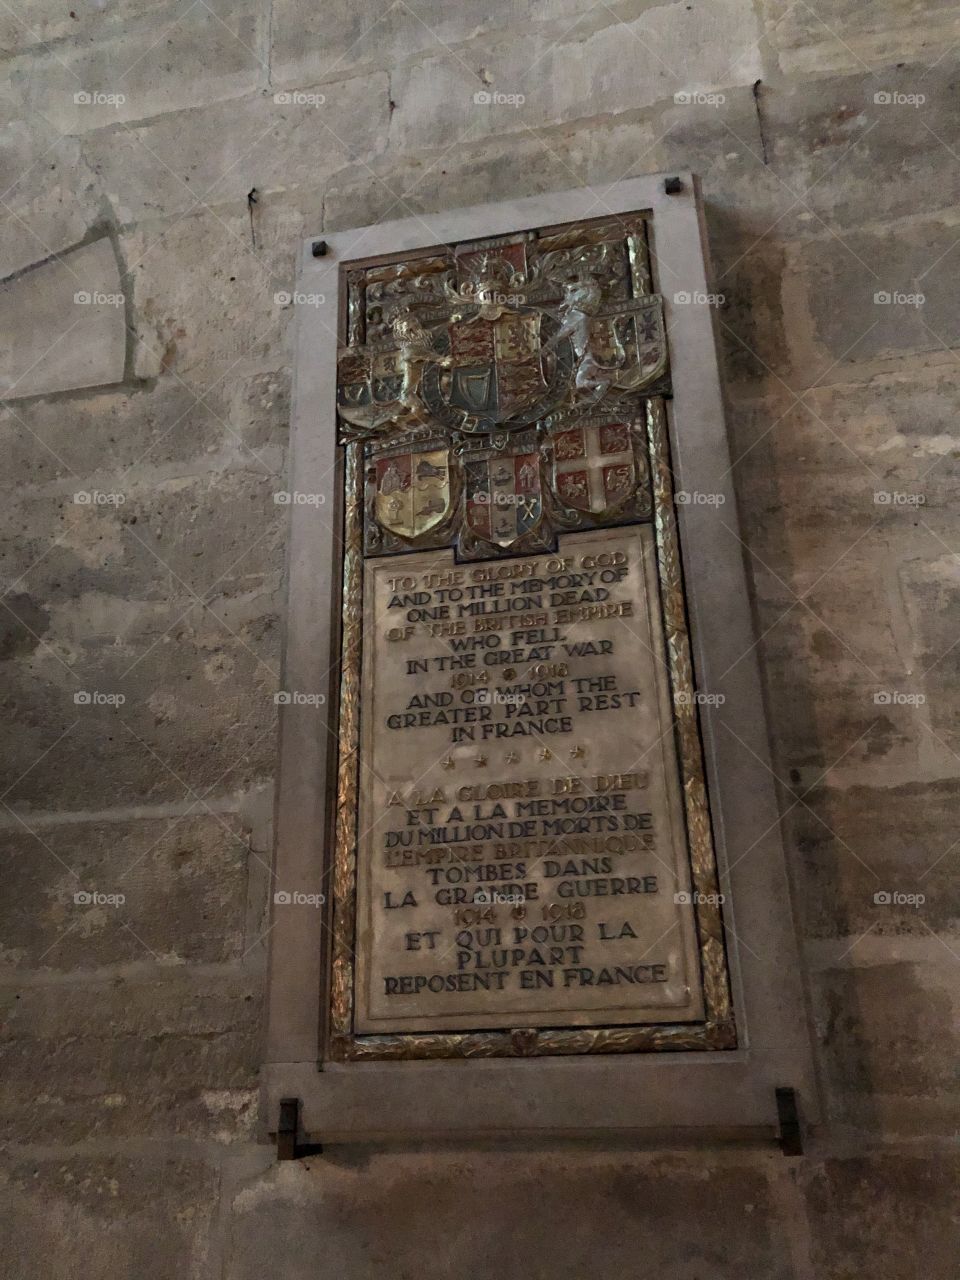 INDIA
TO THE GLORY OF GOD
AND TO THE MEMORY OF
ONE MILLION DEAD
OF THE BRITISH EMPIRE
WHO FELL
IN THE GREAT WAR
1914 1918
AND OF WHOM THE
GREATER PART REST
IN FRANCE
A LA GLOIRE DE DIEU
ET A LA MEMOIRE
DU MILLION DE MORTS DE
L'EMPIRE BRITANNIQUE
TOMBES DANS
LA GRANDE GUERRE
1914 1918
ET QUI POUR LA
PLUPART
REPOSENT EN FRANCE